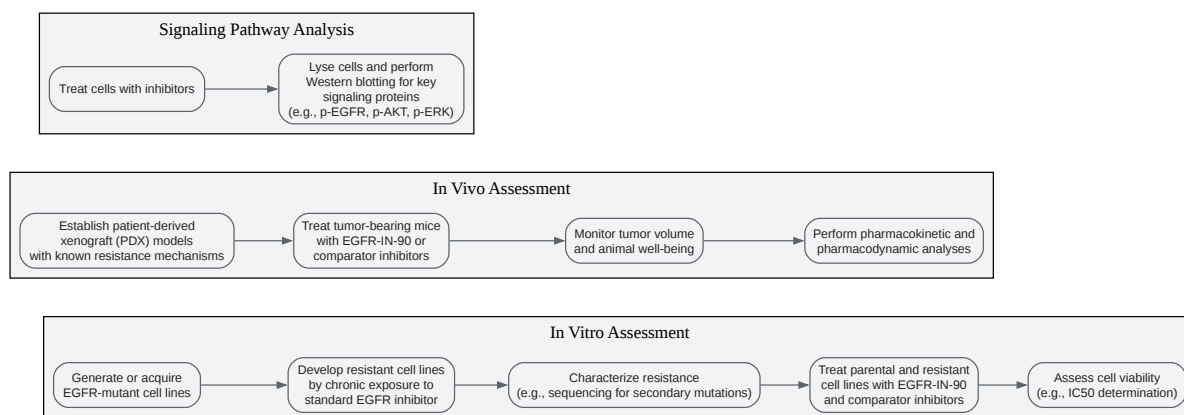 Signaling Pathway Analysis
Treat cells with inhibitors
Lyse cells and perform
Western blotting for key
signaling proteins
(e.g., p-EGFR, p-AKT, p-ERK)
In Vivo Assessment
Establish patient-derived
xenograft (PDX) models
with known resistance mechanisms
Treat tumor-bearing mice
with EGFR-IN-90 or
comparator inhibitors
Monitor tumor volume
and animal well-being
Perform pharmacokinetic and
pharmacodynamic analyses
In Vitro Assessment
Generate or acquire
EGFR-mutant cell lines
Develop resistant cell lines
by chronic exposure to
standard EGFR inhibitor
Characterize resistance
(e.g., sequencing for secondary mutations)
Treat parental and resistant
cell lines with EGFR-IN-90
and comparator inhibitors
Assess cell viability
(e.g., IC50 determination)